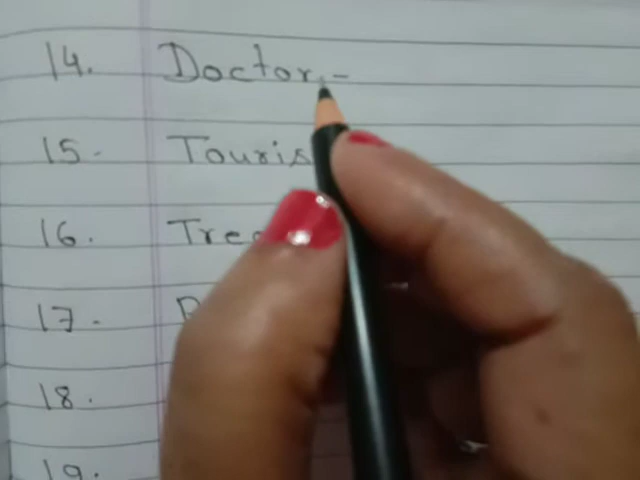 14. Doctor -
15. Touris
16. Tre
17.
18.
19.